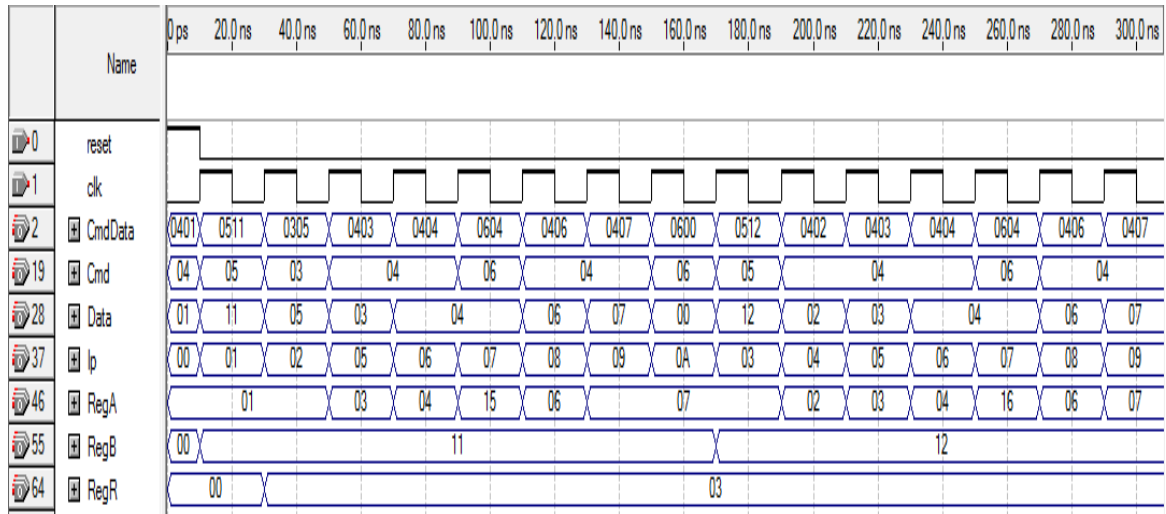 Name
0 ps 20.0 ns 40.0 ns 60.0 ns 80.0 ns 100.0 ns 120.0 ns 140.0 ns 160.0 ns 180.0 ns 200.0 ns 220.0 ns 240.0 ns 260.0 ns 280.0 ns 300.0 ns
0 reset
1 clk
2 CmdData 0401 0511 0305 0403 0404 0604 0406 0407 0600 0512 0402 0403 0404 0604 0406 0407
19 Cmd 04 05 03 04 06 04 06 05 04 06 04
28 Data 01 11 05 03 04 06 07 00 12 02 03 04 06 07
37 Ip 00 01 02 05 06 07 08 09 0A 03 04 05 06 07 08 09
46 RegA 01 03 04 15 06 07 02 03 04 16 06 07
55 RegB 00 11 12
64 RegR 00 03